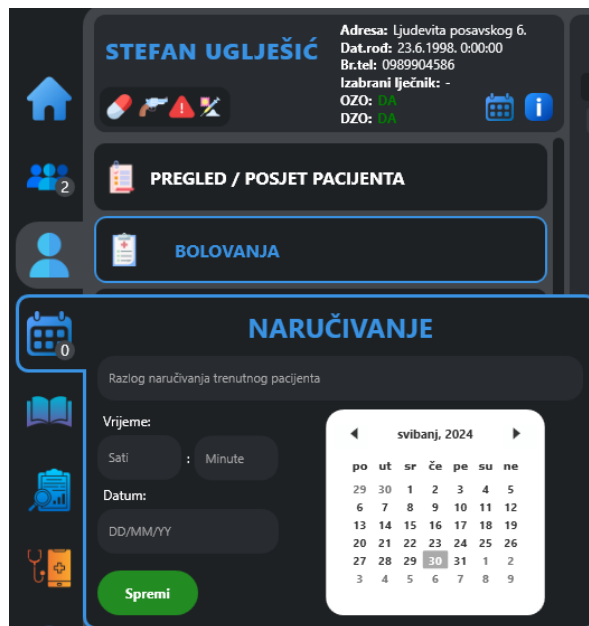 STEFAN UGLJEŠIĆ
Adresa: Ljudevita posavskog 6.
Dat.rođ: 23.6.1998. 0:00:00
Br.tel: 0989904586
Izabrani liječnik: -
OZO: DA
DZO: DA
2
PREGLED / POSJET PACIJENTA
BOLOVANJA
0
NARUČIVANJE
Razlog naručivanja trenutnog pacijenta
Vrijeme:
Sati : Minute
Datum:
DD/MM/YY
Spremi
svibanj, 2024
po ut sr če pe su ne
29 30 1 2 3 4 5
6 7 8 9 10 11 12
13 14 15 16 17 18 19
20 21 22 23 24 25 26
27 28 29 30 31 1 2
3 4 5 6 7 8 9